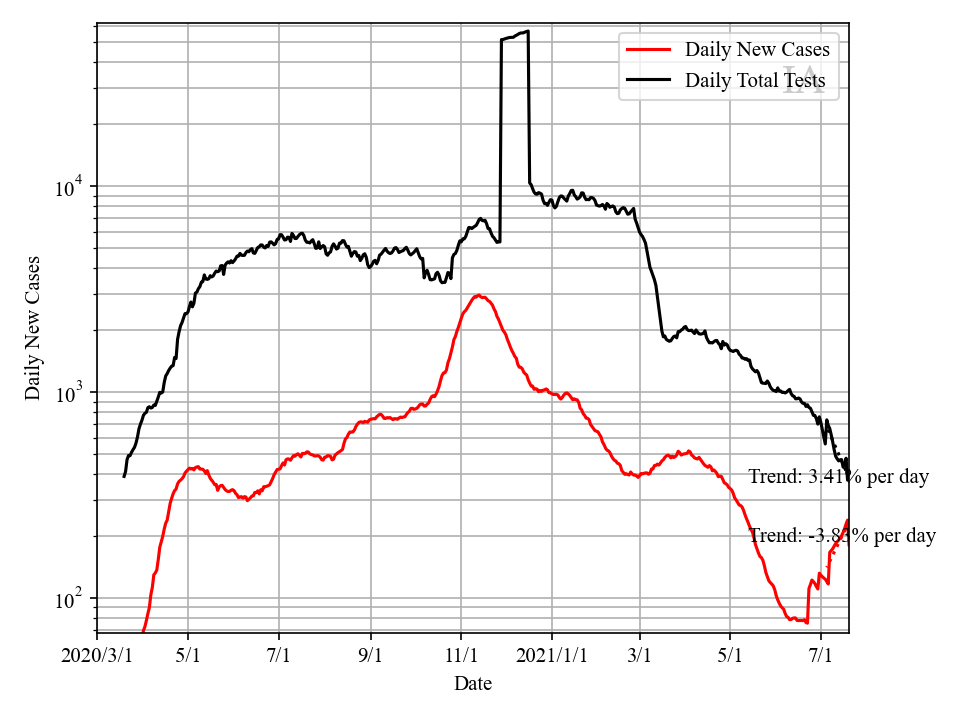 Daily New Cases
Daily Total Tests
IA
10^4
10^3
10^2
Daily New Cases
Trend: 3.41% per day
Trend: -3.83% per day
2020/3/1 5/1 7/1 9/1 11/1 2021/1/1 3/1 5/1 7/1
Date